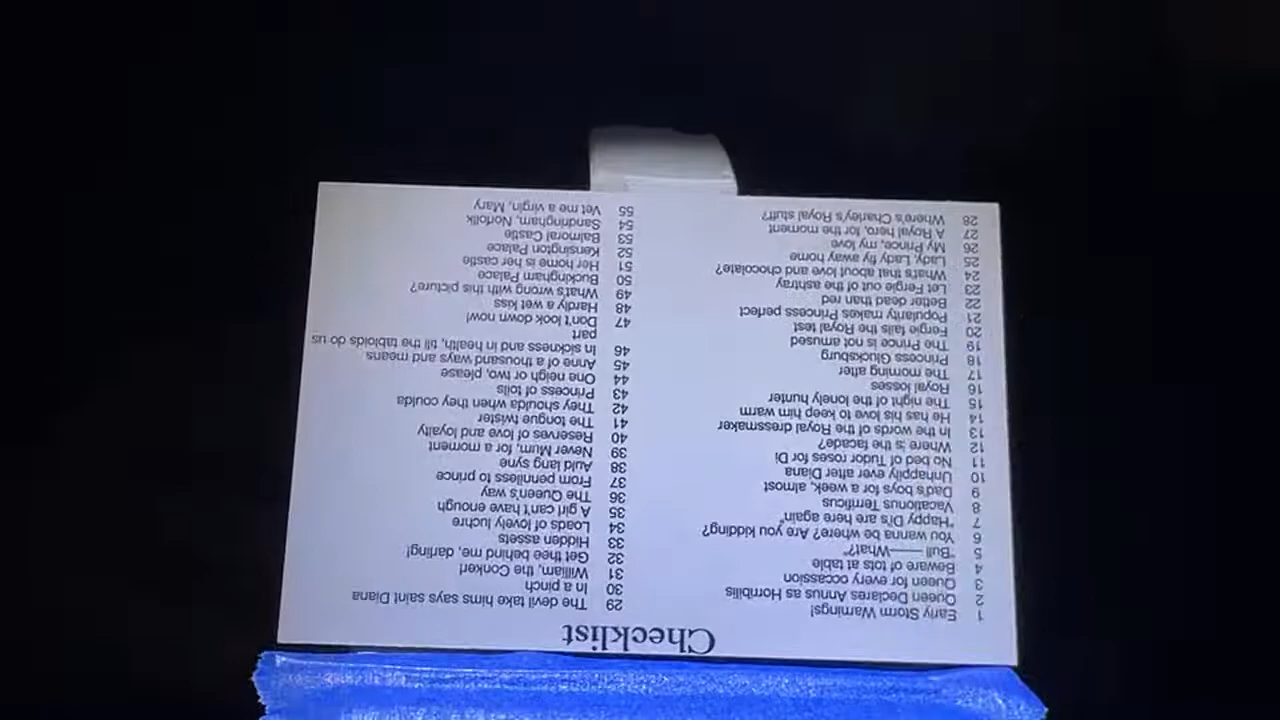 Checklist
1 Early Storm Warnings!
2 Queen Declares Annus as Horribilis
3 Queen for every occassion
4 Beware of tots at table
5 "Bull ——What?"
6 You wanna be where? Are you kidding?
7 "Happy Di's are here again"
8 Vacationus Terrificus
9 Dad's boys for a week, almost
10 Unhappily ever after Diana
11 No bed of Tudor roses for Di
12 Where is the facade?
13 In the words of the Royal dressmaker
14 He has his love to keep him warm
15 The night of the lonely hunter
16 Royal losses
17 The morning after
18 Princess Glucksburg
19 The Prince is not amused
20 Fergie fails the Royal test
21 Popularity makes Princess perfect
22 Better dead than red
23 Let Fergie out of the ashtray
24 What's that about love and chocolate?
25 Lady, Lady fly away home
26 My Prince, my love
27 A Royal hero, for the moment
28 Where's Charley's Royal stuff?
29 The devil take hims says saint Diana
30 In a pinch
31 William, the Conker!
32 Get thee behind me, darling!
33 Hidden assets
34 Loads of lovely luchre
35 A girl can't have enough
36 The Queen's way
37 From penniless to prince
38 Auld lang syne
39 Never Mum, for a moment
40 Reserves of love and loyalty
41 The tongue twister
42 They shoulda when they coulda
43 Princess of toils
44 One neigh or two, please
45 Anne of a thousand ways and means
46 In sickness and in health, till the tabloids do us
part
47 Don't look down now!
48 Hardly a wet kiss
49 What's wrong with this picture?
50 Buckingham Palace
51 Her home is her castle
52 Kensington Palace
53 Balmoral Castle
54 Sandringham, Norfolk
55 Vet me a virgin, Mary